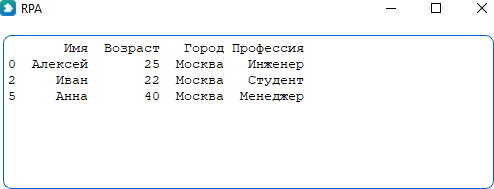 RPA
Имя Возраст Город Профессия
0 Алексей 25 Москва Инженер
2 Иван 22 Москва Студент
5 Анна 40 Москва Менеджер